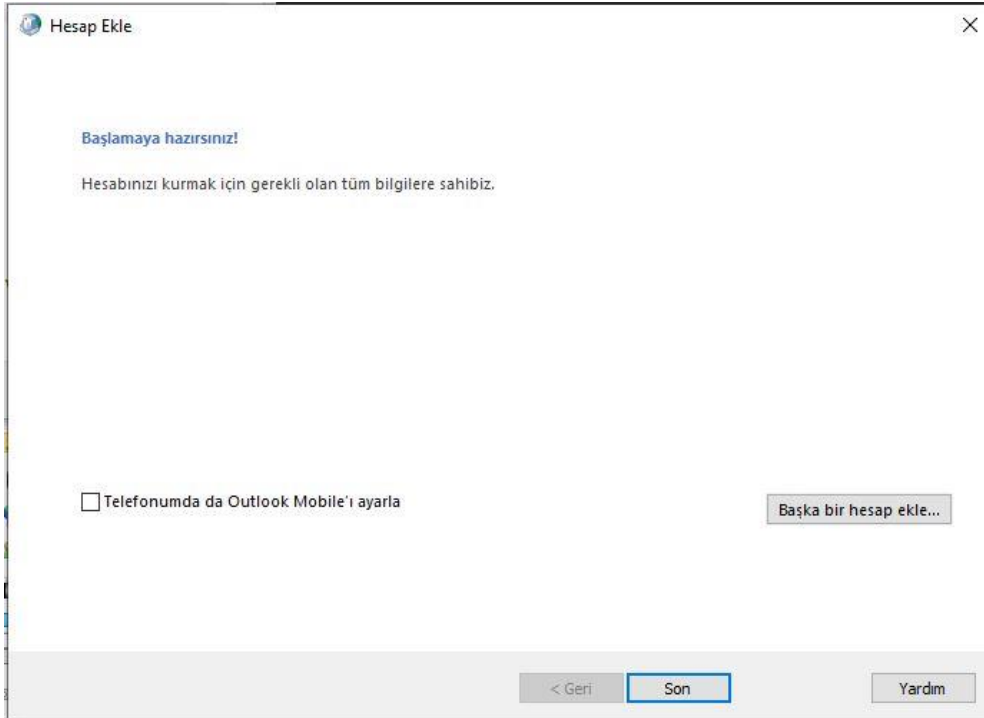 Hesap Ekle
Başlamaya hazırsınız!
Hesabınızı kurmak için gerekli olan tüm bilgilere sahibiz.
Telefonumda da Outlook Mobile'ı ayarla
Başka bir hesap ekle...
< Geri
Son
Yardım